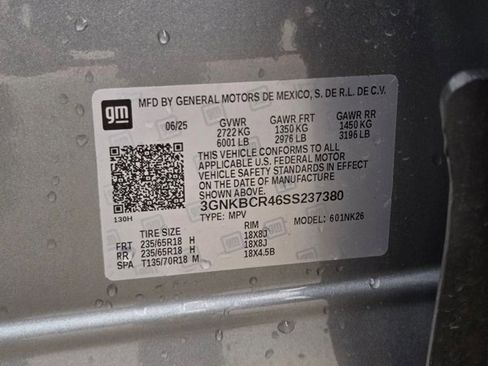 gm MFD BY GENERAL MOTORS DE MEXICO, S. DE R.L. DE C.V.
06/25 GVWR GAWR FRT GAWR RR
2722 KG 1350 KG 1450 KG
6001 LB 2976 LB 3196 LB
THIS VEHICLE CONFORMS TO ALL
APPLICABLE U.S. FEDERAL MOTOR
VEHICLE SAFETY STANDARDS IN EFFECT
ON THE DATE OF MANUFACTURE
SHOWN ABOVE.
3GNKBCR46SS237380
130H TYPE: MPV MODEL: 601NK26
TIRE SIZE RIM
FRT 235/65R18 H 18X8J
RR 235/65R18 H 18X8J
SPA T135/70R18 M 18X4.5B